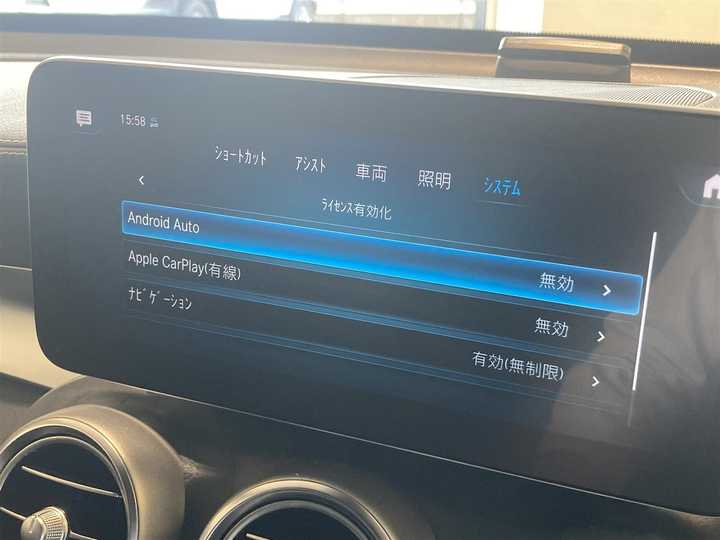 15:58
ｼｮｰﾄｶｯﾄ ｱｼｽﾄ 車両 照明 ｼｽﾃﾑ
ﾗｲｾﾝｽ有効化
Android Auto 無効
Apple CarPlay(有線) 無効
ﾅﾋﾞｹﾞｰｼｮﾝ 有効(無制限)